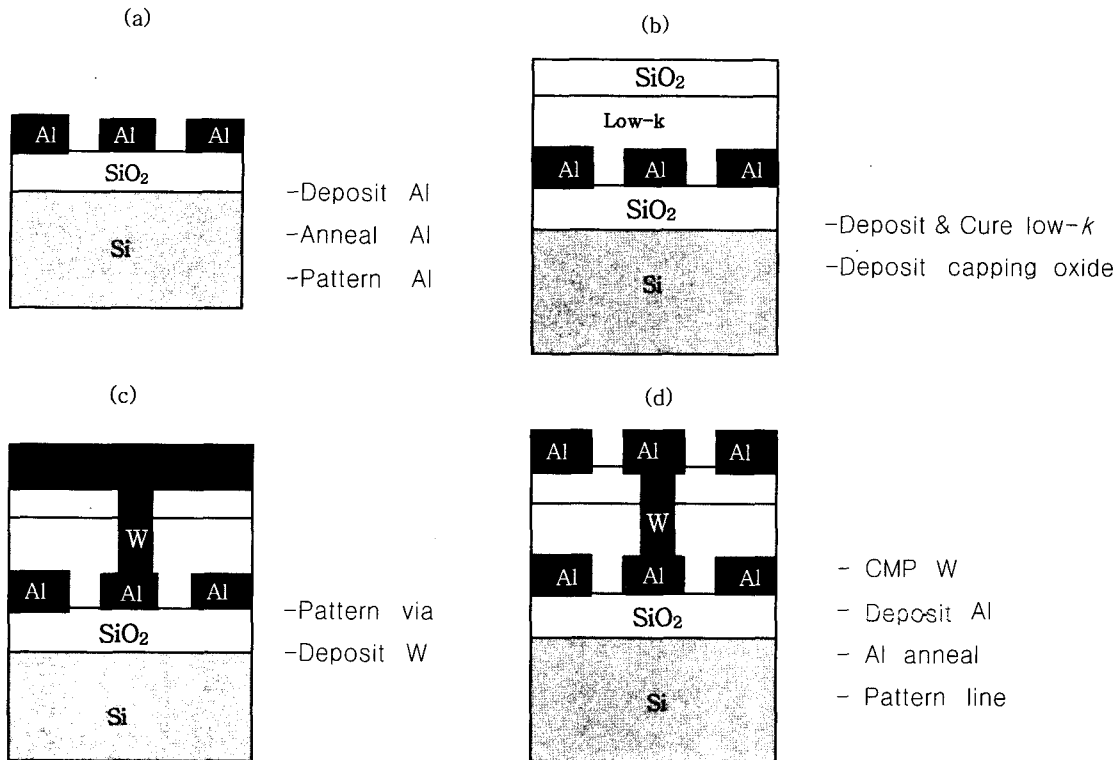 (a)
Al Al Al
SiO₂
Si
-Deposit Al
-Anneal Al
-Pattern Al
(b)
SiO₂
Low-k
Al Al Al
SiO₂
Si
-Deposit & Cure low-k
-Deposit capping oxide
(c)
W
Al Al Al
SiO₂
Si
-Pattern via
-Deposit W
(d)
Al Al Al
W
Al Al Al
SiO₂
Si
- CMP W
- Deposit Al
- Al anneal
- Pattern line